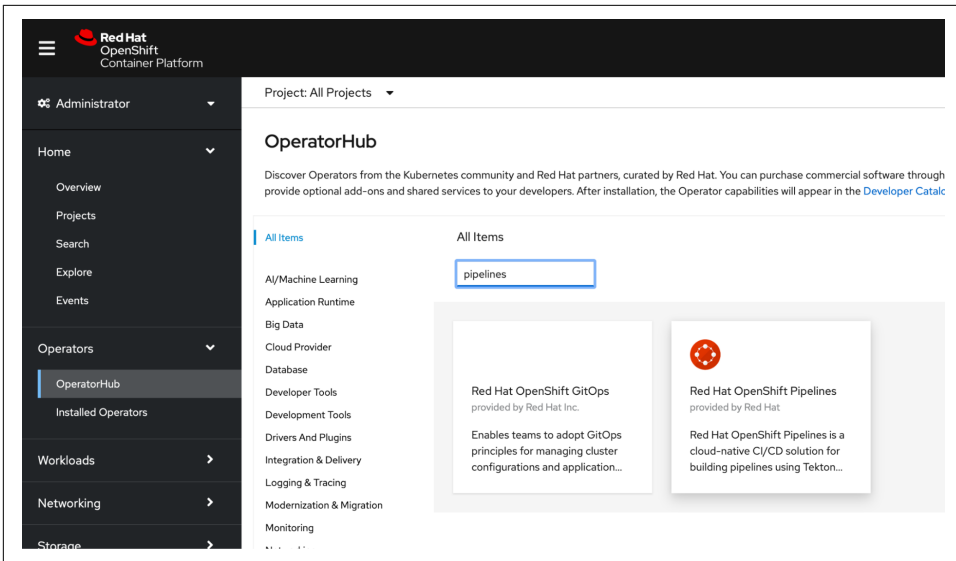 Red Hat
OpenShift
Container Platform
Administrator
Home
Overview
Projects
Search
Explore
Events
Operators
OperatorHub
Installed Operators
Workloads
Networking
Storage
Project: All Projects
OperatorHub
Discover Operators from the Kubernetes community and Red Hat partners, curated by Red Hat. You can purchase commercial software through
provide optional add-ons and shared services to your developers. After installation, the Operator capabilities will appear in the Developer Catalo
All Items
AI/Machine Learning
Application Runtime
Big Data
Cloud Provider
Database
Developer Tools
Development Tools
Drivers And Plugins
Integration & Delivery
Logging & Tracing
Modernization & Migration
Monitoring
All Items
pipelines
Red Hat OpenShift GitOps
provided by Red Hat Inc.
Enables teams to adopt GitOps
principles for managing cluster
configurations and application...
Red Hat OpenShift Pipelines
provided by Red Hat
Red Hat OpenShift Pipelines is a
cloud-native CI/CD solution for
building pipelines using Tekton...